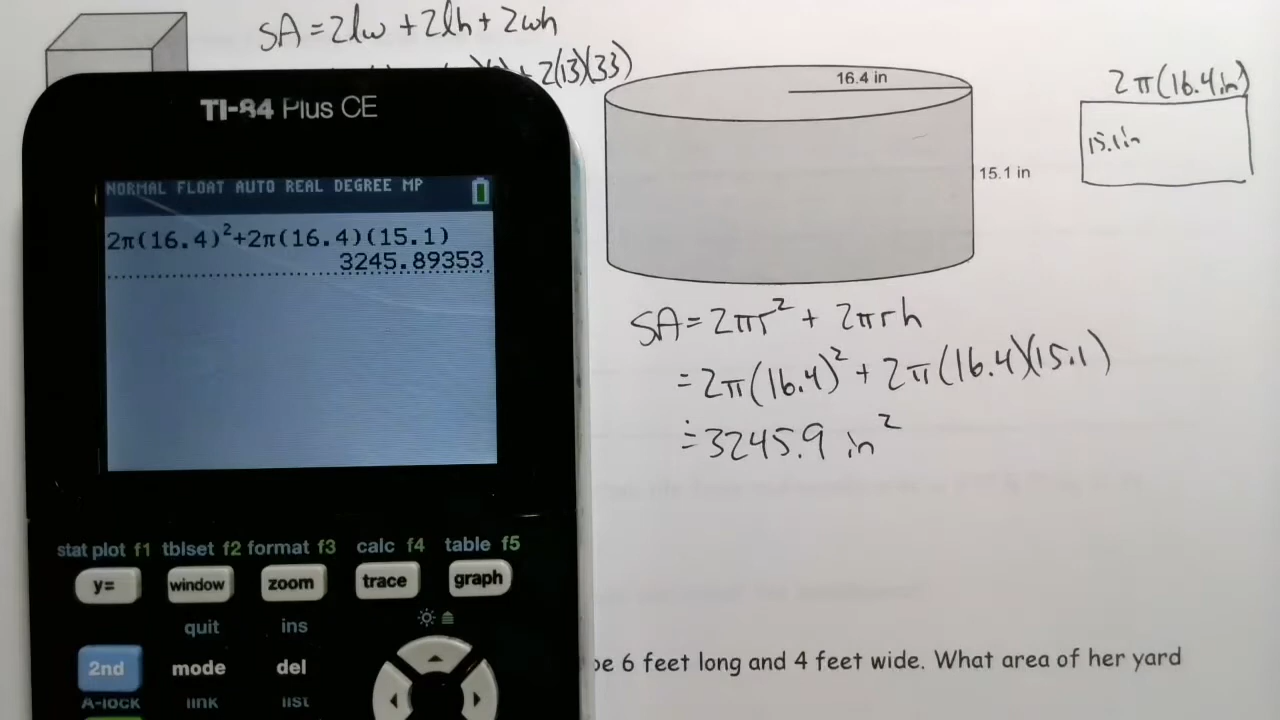 SA = 2lw + 2lh + 2wh
+ 2(13)(33)
TI-84 Plus CE
NORMAL FLOAT AUTO REAL DEGREE MP
2π(16.4)²+2π(16.4)(15.1)
3245.89353
16.4 in
15.1 in
2π(16.4in)
15.1in
SA = 2πr² + 2πrh
= 2π(16.4)² + 2π(16.4)(15.1)
≐ 3245.9 in²
be 6 feet long and 4 feet wide. What area of her yard
stat plot f1 tblset f2 format f3 calc f4 table f5
y= window zoom trace graph
quit ins
2nd mode del
A-lock link list